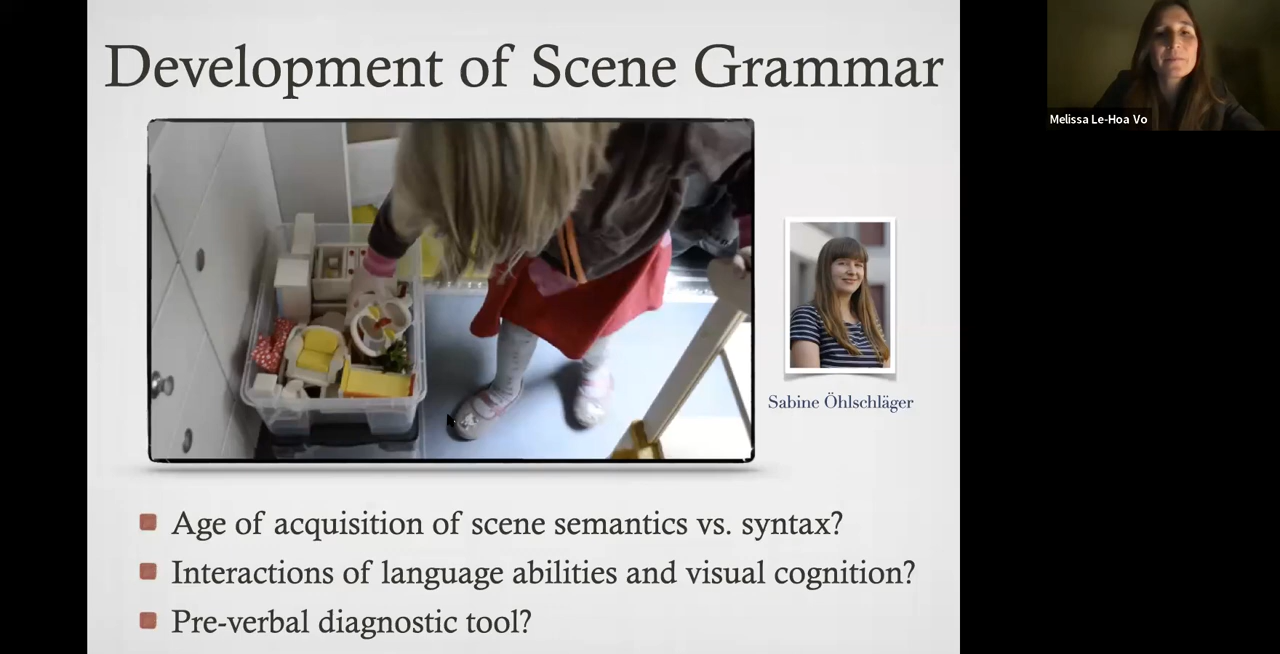 Development of Scene Grammar
Melissa Le-Hoa Vo
Sabine Öhlschläger
Age of acquisition of scene semantics vs. syntax?
Interactions of language abilities and visual cognition?
Pre-verbal diagnostic tool?